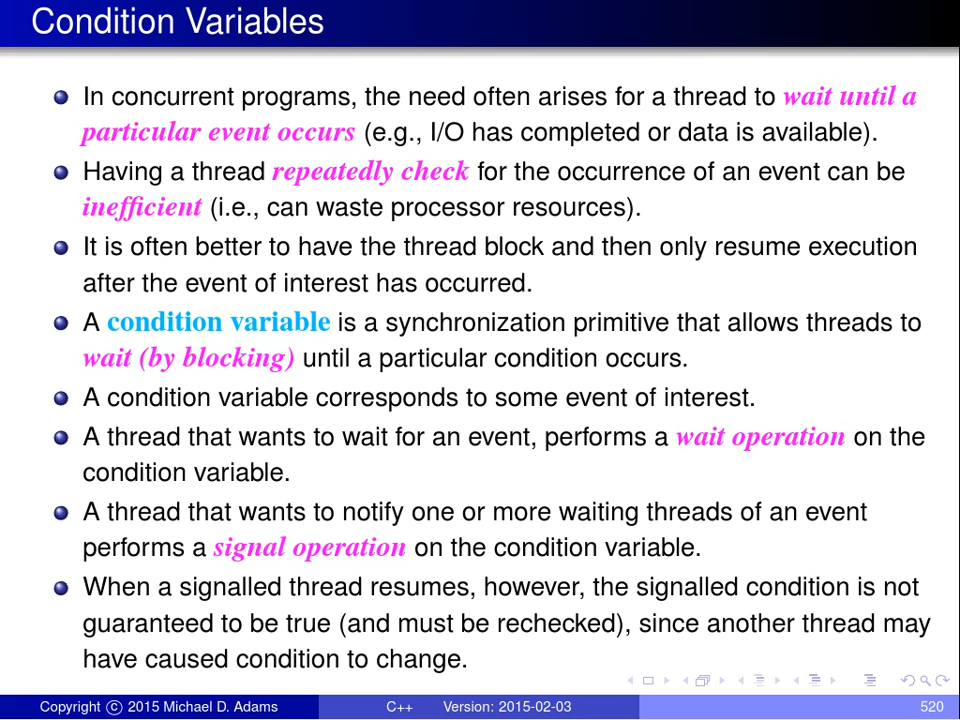 Condition Variables
In concurrent programs, the need often arises for a thread to wait until a
particular event occurs (e.g., I/O has completed or data is available).
Having a thread repeatedly check for the occurrence of an event can be
inefficient (i.e., can waste processor resources).
It is often better to have the thread block and then only resume execution
after the event of interest has occurred.
A condition variable is a synchronization primitive that allows threads to
wait (by blocking) until a particular condition occurs.
A condition variable corresponds to some event of interest.
A thread that wants to wait for an event, performs a wait operation on the
condition variable.
A thread that wants to notify one or more waiting threads of an event
performs a signal operation on the condition variable.
When a signalled thread resumes, however, the signalled condition is not
guaranteed to be true (and must be rechecked), since another thread may
have caused condition to change.
Copyright © 2015 Michael D. Adams C++ Version: 2015-02-03 520